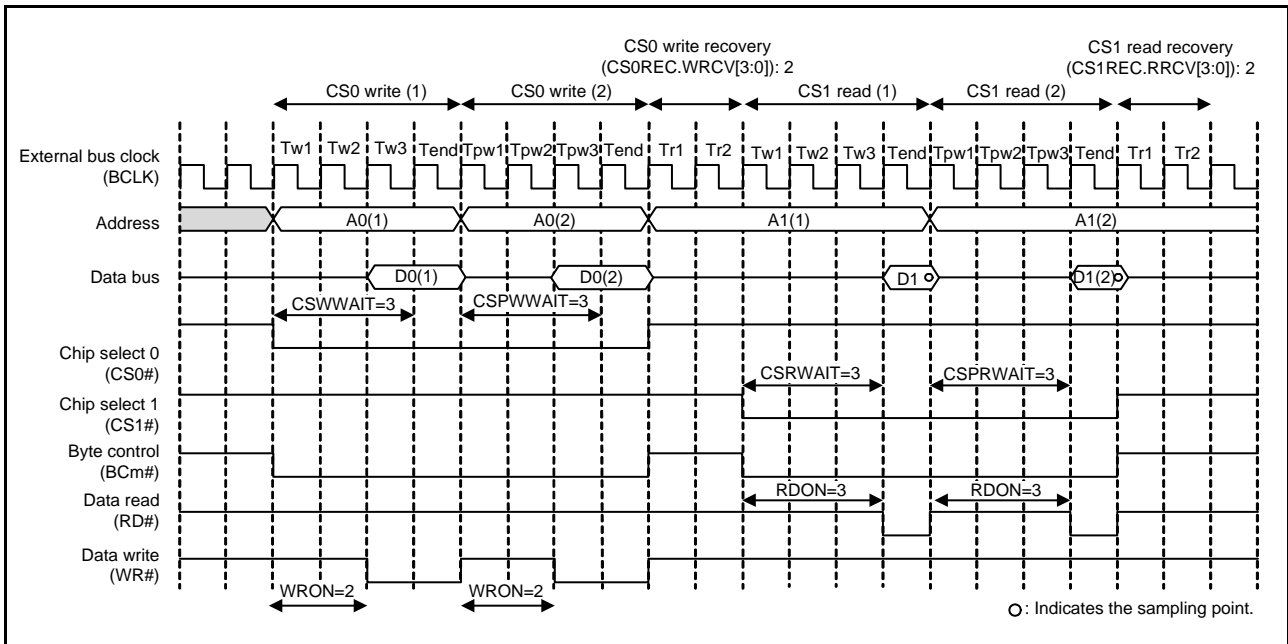 CS0 write recovery
(CS0REC.WRCV[3:0]): 2
CS1 read recovery
(CS1REC.RRCV[3:0]): 2
CS0 write (1)
CS0 write (2)
CS1 read (1)
CS1 read (2)
External bus clock
(BCLK)
Tw1 Tw2 Tw3 Tend Tpw1 Tpw2 Tpw3 Tend Tr1 Tr2 Tw1 Tw2 Tw3 Tend Tpw1 Tpw2 Tpw3 Tend Tr1 Tr2
Address
A0(1) A0(2) A1(1) A1(2)
Data bus
D0(1) D0(2) D1 D1(2)
CSWWAIT=3 CSPWWAIT=3
Chip select 0
(CS0#)
CSRWAIT=3 CSPRWAIT=3
Chip select 1
(CS1#)
Byte control
(BCm#)
RDON=3 RDON=3
Data read
(RD#)
Data write
(WR#)
WRON=2 WRON=2
: Indicates the sampling point.